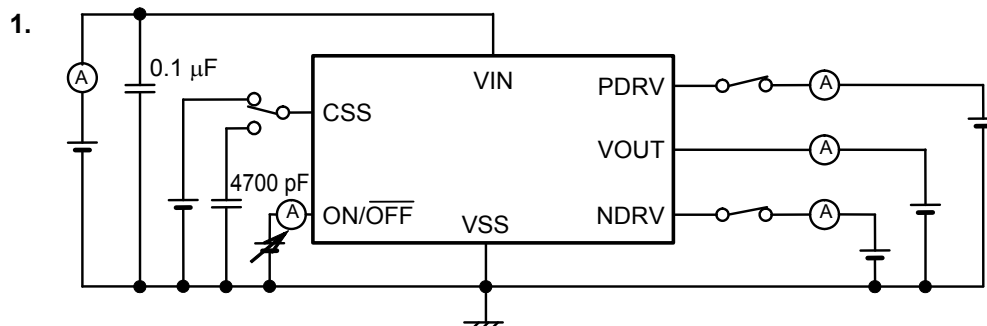 1.
A
0.1 μF
VIN
CSS
PDRV
A
VOUT
A
4700 pF
A
ON/OFF
VSS
NDRV
A